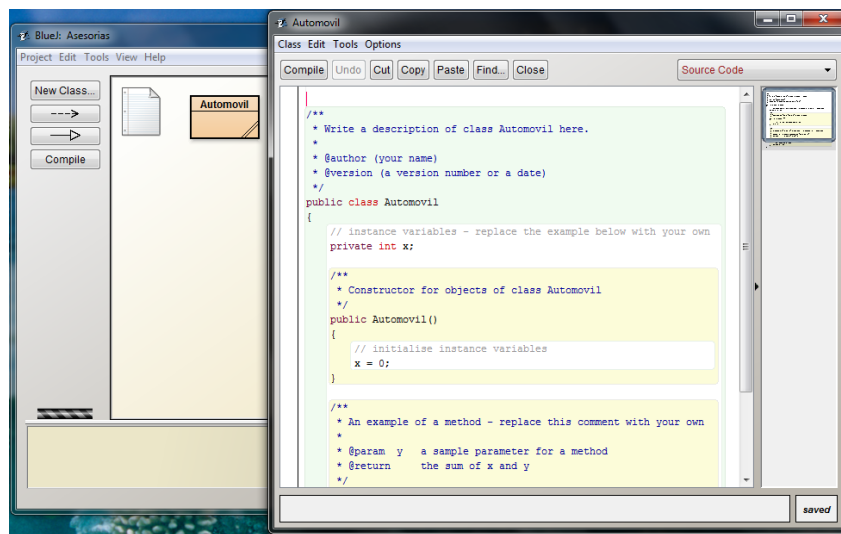 BlueJ: Asesorias
Project Edit Tools View Help
New Class...
Compile
Automovil
Automovil
Class Edit Tools Options
Compile Undo Cut Copy Paste Find... Close
Source Code
/**
* Write a description of class Automovil here.
*
* @author (your name)
* @version (a version number or a date)
*/
public class Automovil
{
// instance variables - replace the example below with your own
private int x;
/**
* Constructor for objects of class Automovil
*/
public Automovil()
{
// initialise instance variables
x = 0;
}
/**
* An example of a method - replace this comment with your own
*
* @param y a sample parameter for a method
* @return the sum of x and y
*/
saved